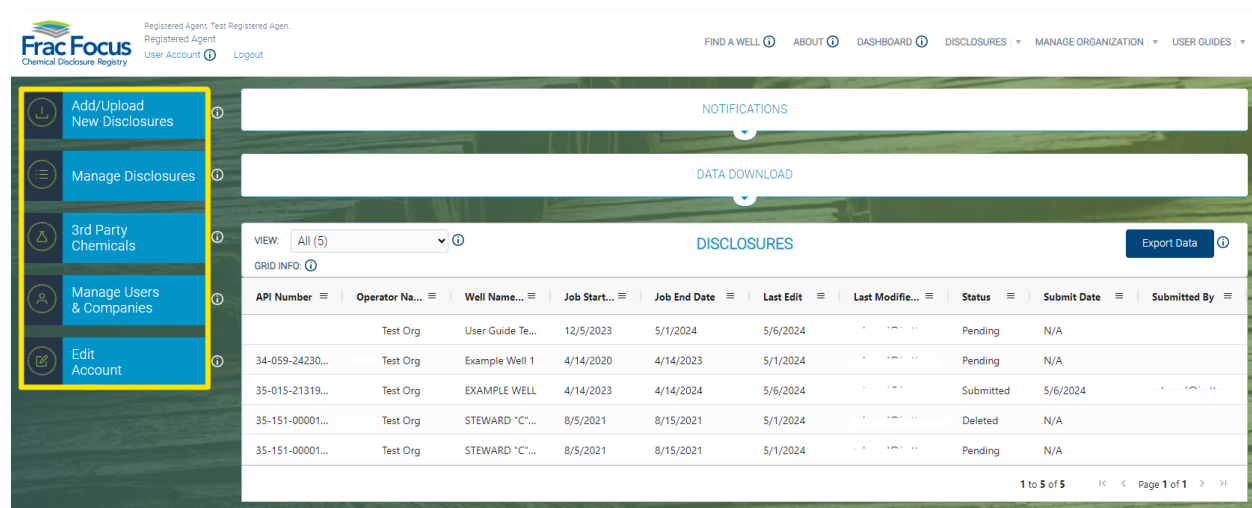 Frac Focus
Chemical Disclosure Registry
Registered Agent, Test Registered Agen..
Registered Agent
User Account Logout
FIND A WELL ABOUT DASHBOARD DISCLOSURES MANAGE ORGANIZATION USER GUIDES
Add/Upload
New Disclosures
Manage Disclosures
3rd Party
Chemicals
Manage Users
& Companies
Edit
Account
NOTIFICATIONS
DATA DOWNLOAD
VIEW: All (5) DISCLOSURES Export Data
GRID INFO:
API Number Operator Na... Well Name... Job Start... Job End Date Last Edit Last Modifie... Status Submit Date Submitted By
Test Org User Guide Te... 12/5/2023 5/1/2024 5/6/2024 Pending N/A
34-059-24230... Test Org Example Well 1 4/14/2020 4/14/2023 5/1/2024 Pending N/A
35-015-21319... Test Org EXAMPLE WELL 4/14/2023 4/14/2024 5/6/2024 Submitted 5/6/2024
35-151-00001... Test Org STEWARD "C"... 8/5/2021 8/15/2021 5/1/2024 Deleted N/A
35-151-00001... Test Org STEWARD "C"... 8/5/2021 8/15/2021 5/1/2024 Pending N/A
1 to 5 of 5 Page 1 of 1